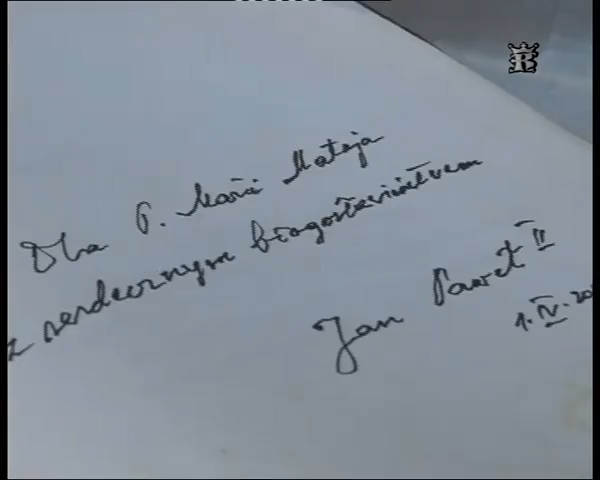 Dla P. Marii Mateja
z serdecznym błogosławieństwem
Jan Paweł II
1. IV. 20
R